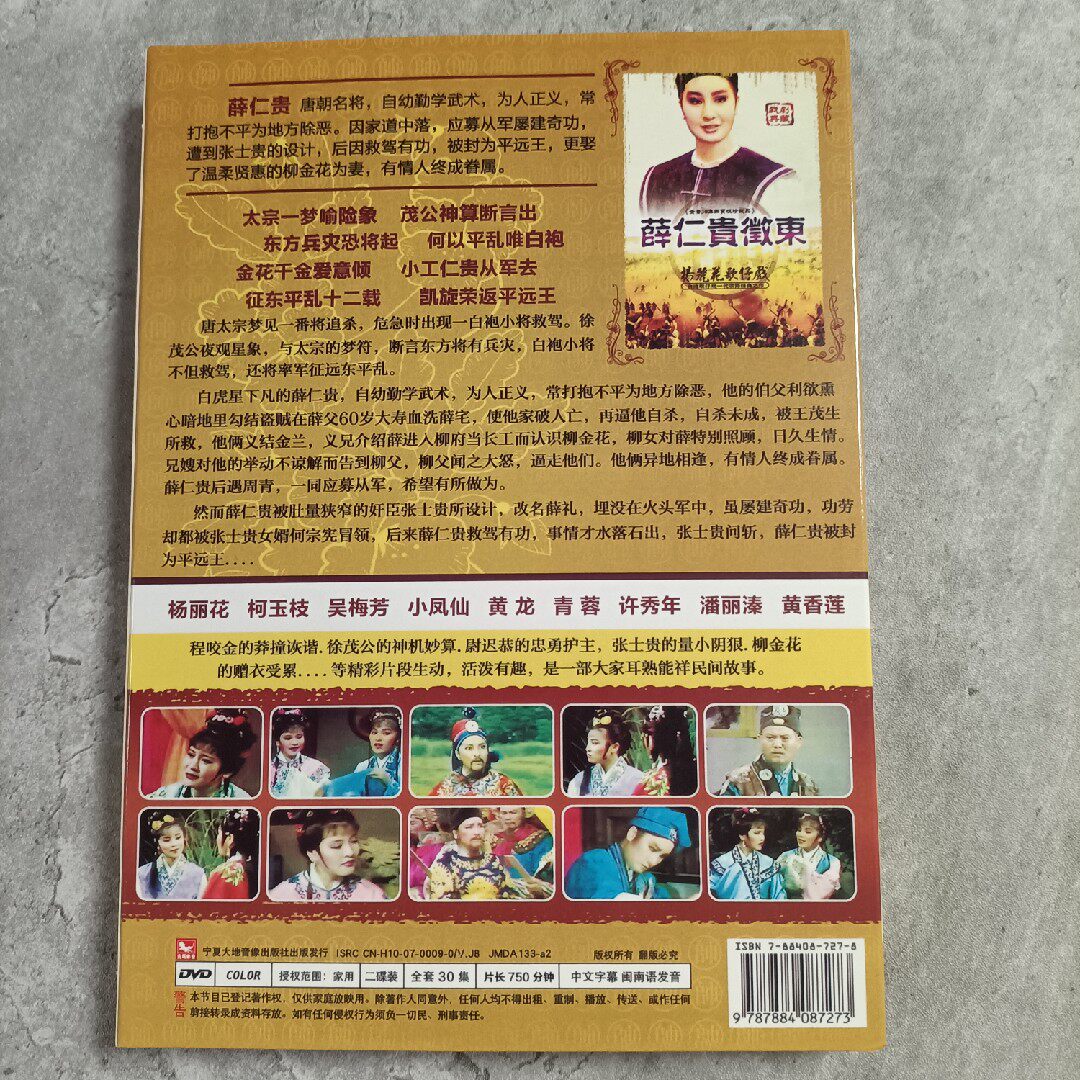 薛仁贵 唐朝名将，自幼勤学武术，为人正义，常
打抱不平为地方除恶。因家道中落，应募从军屡建奇功，
遭到张士贵的设计，后因救驾有功，被封为平远王，更娶
了温柔贤惠的柳金花为妻，有情人终成眷属。
太宗一梦喻险象 茂公神算断言出
东方兵灾恐将起 何以平乱唯白袍
金花千金爱意倾 小工仁贵从军去
征东平乱十二载 凯旋荣返平远王
薛仁貴徵東
楊麗花歌仔戏
唐太宗梦见一番将追杀，危急时出现一白袍小将救驾。徐
茂公夜观星象，与太宗的梦符，断言东方将有兵灾，白袍小将
不但救驾，还将率军征远东平乱。
白虎星下凡的薛仁贵，自幼勤学武术，为人正义，常打抱不平为地方除恶，他的伯父利欲熏
心暗地里勾结盗贼在薛父60岁大寿血洗薛宅，使他家破人亡，再逼他自杀，自杀未成，被王茂生
所救，他俩义结金兰，义兄介绍薛进入柳府当长工而认识柳金花，柳女对薛特别照顾，日久生情。
兄嫂对他的举动不谅解而告到柳父，柳父闻之大怒，逼走他们。他俩异地相逢，有情人终成眷属。
薛仁贵后遇周青，一同应募从军，希望有所做为。
然而薛仁贵被肚量狭窄的奸臣张士贵所设计，改名薛礼，埋没在火头军中，虽屡建奇功，功劳
却都被张士贵女婿何宗宪冒领，后来薛仁贵救驾有功，事情才水落石出，张士贵问斩，薛仁贵被封
为平远王....
杨丽花 柯玉枝 吴梅芳 小凤仙 黄龙 青蓉 许秀年 潘丽溱 黄香莲
程咬金的莽撞诙谐.徐茂公的神机妙算.尉迟恭的忠勇护主，张士贵的量小阴狠.柳金花
的赠衣受累....等精彩片段生动，活泼有趣，是一部大家耳熟能祥民间故事。
宁夏大地音像出版社出版发行 ISRC CN-H10-07-0009-0/V.J8 JMDA133-a2 版权所有 翻版必究
DVD COLOR 授权范围：家用 二碟装 全套30集 片长750分钟 中文字幕 闽南语发音
警告 本节目已登记著作权，仅供家庭放映用。除著作人同意外，任何人均不得出租、重制、播放、传送、或作任何
剪接转录成资料存放。如有任何侵权行为须负一切民、刑事责任。
ISBN 7-88408-727-8
9 787884 087273